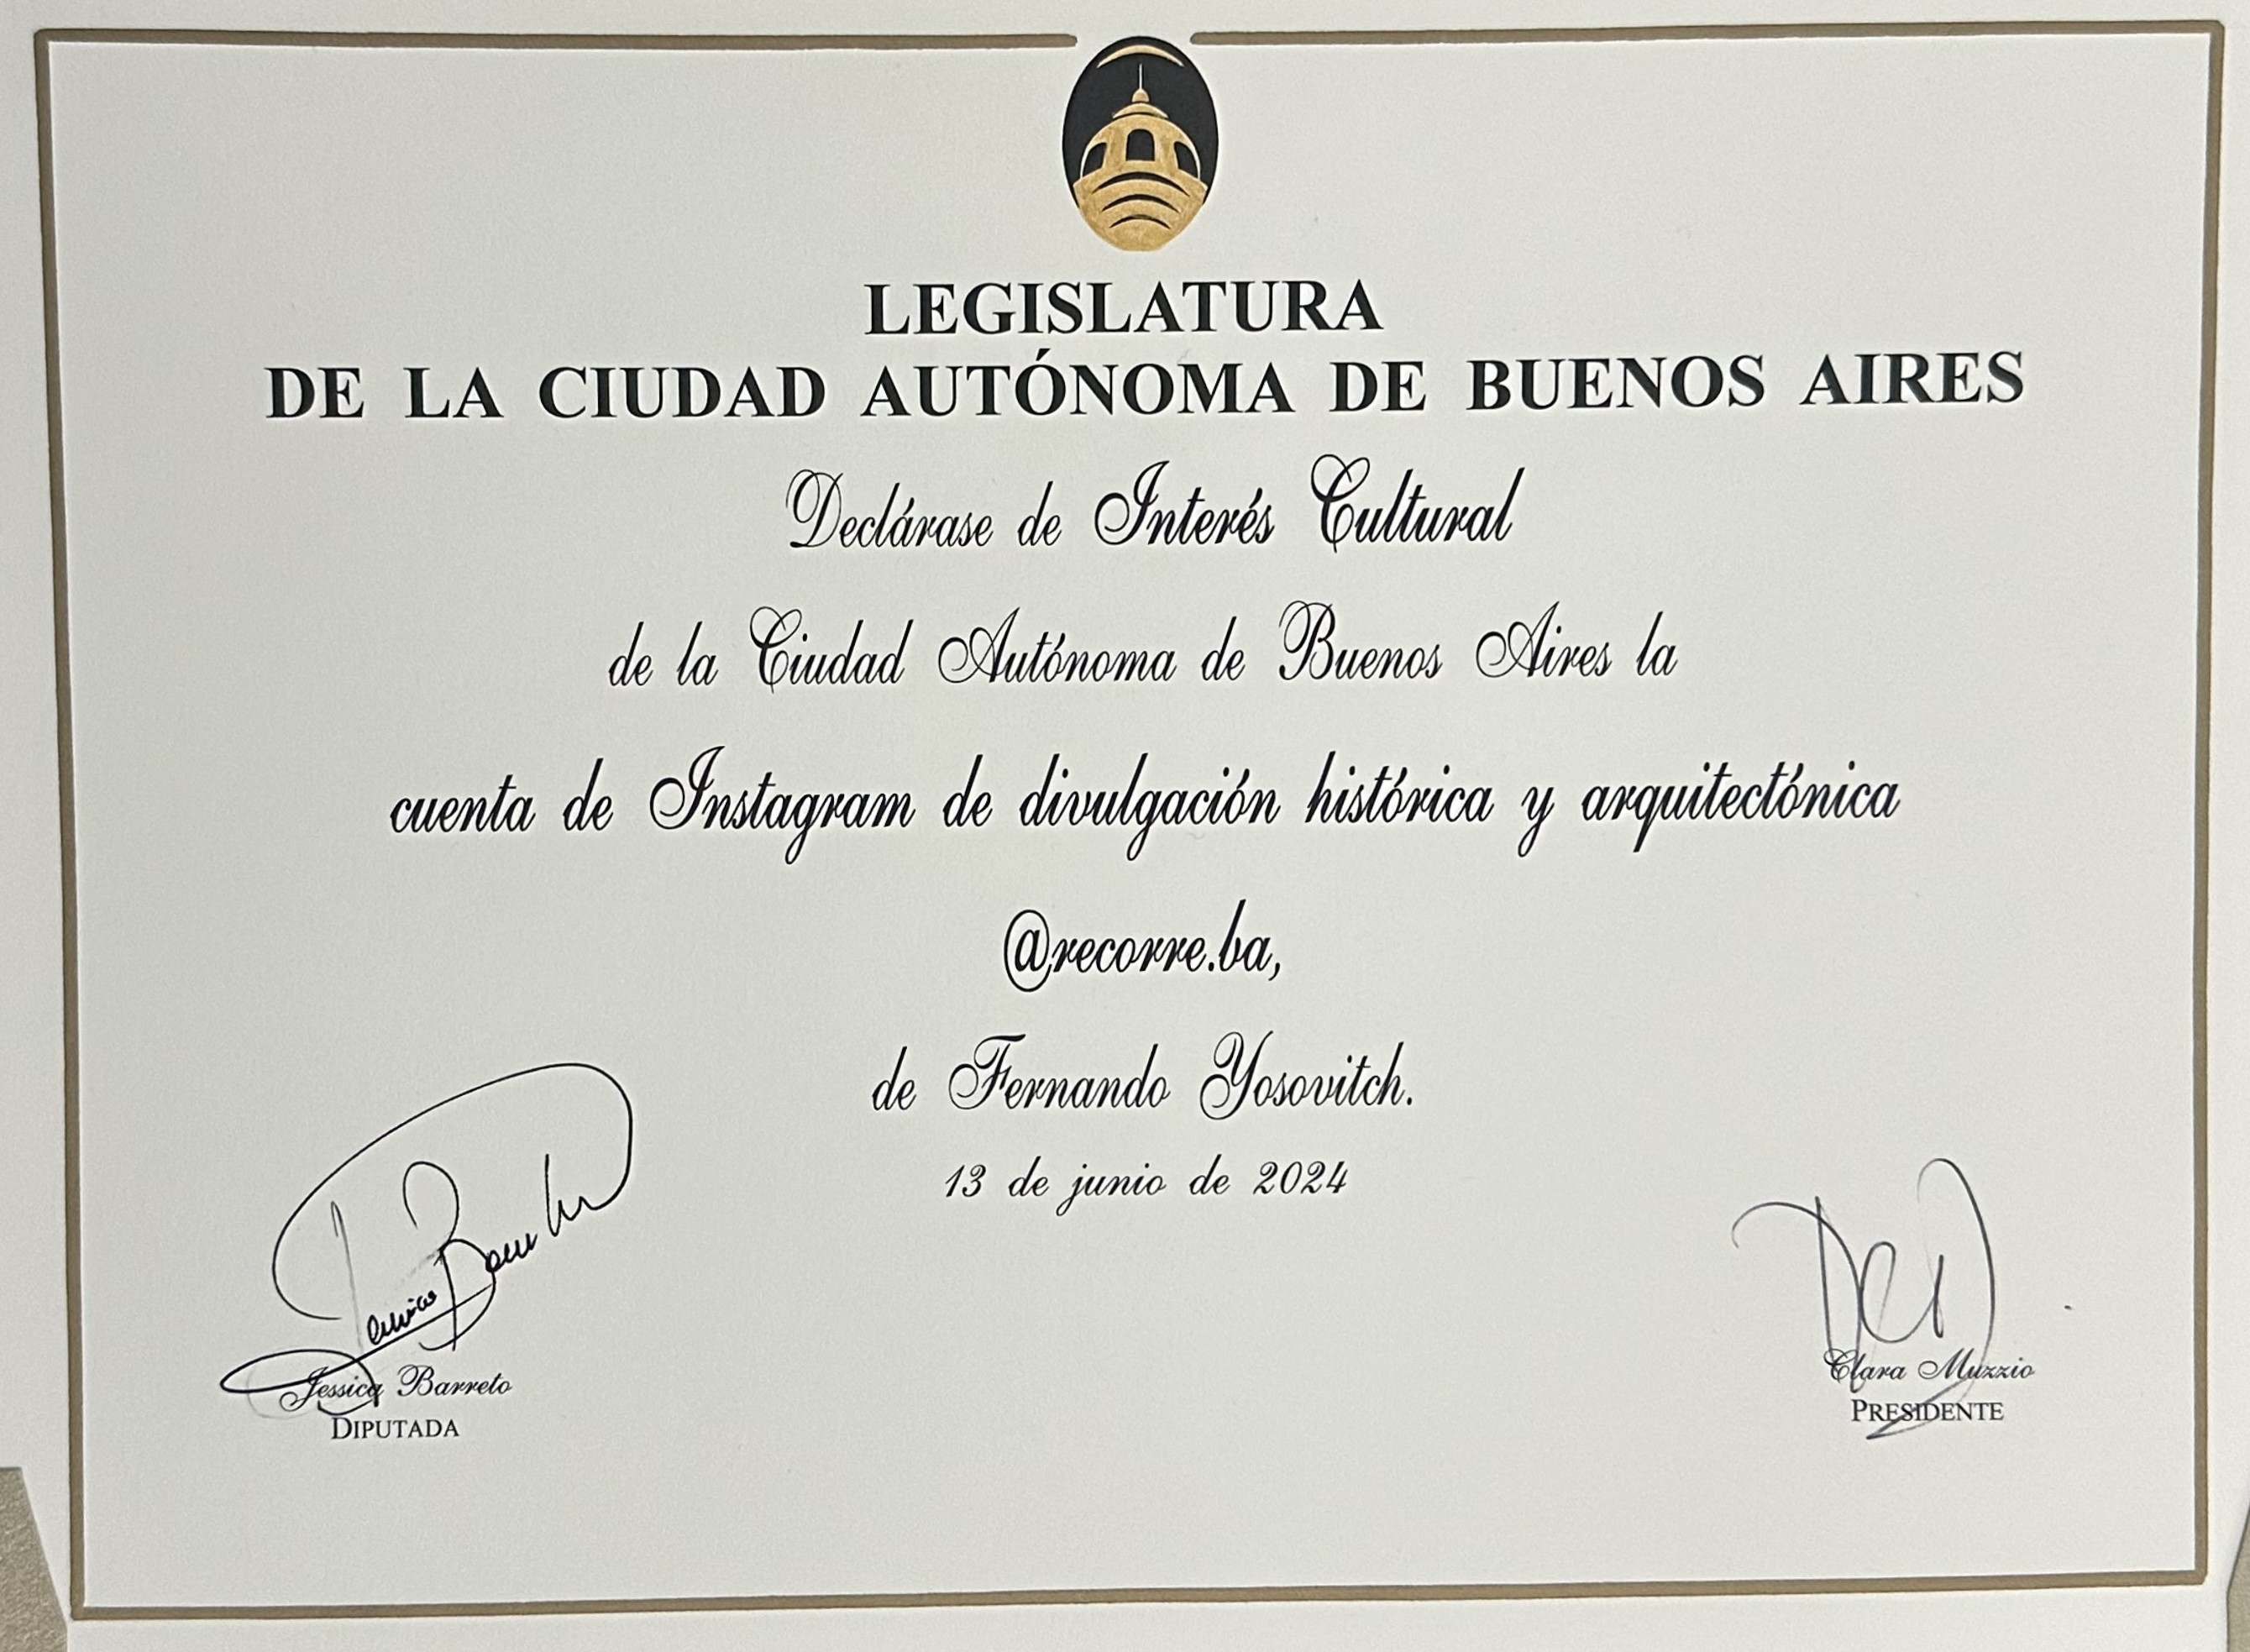 LEGISLATURA
DE LA CIUDAD AUTÓNOMA DE BUENOS AIRES
Declárase de Interés Cultural
de la Ciudad Autónoma de Buenos Aires la
cuenta de Instagram de divulgación histórica y arquitectónica
@recorre.ba,
de Fernando Yosovitch.
13 de junio de 2024
Jessica Barreto
DIPUTADA
Clara Muzzio
PRESIDENTE